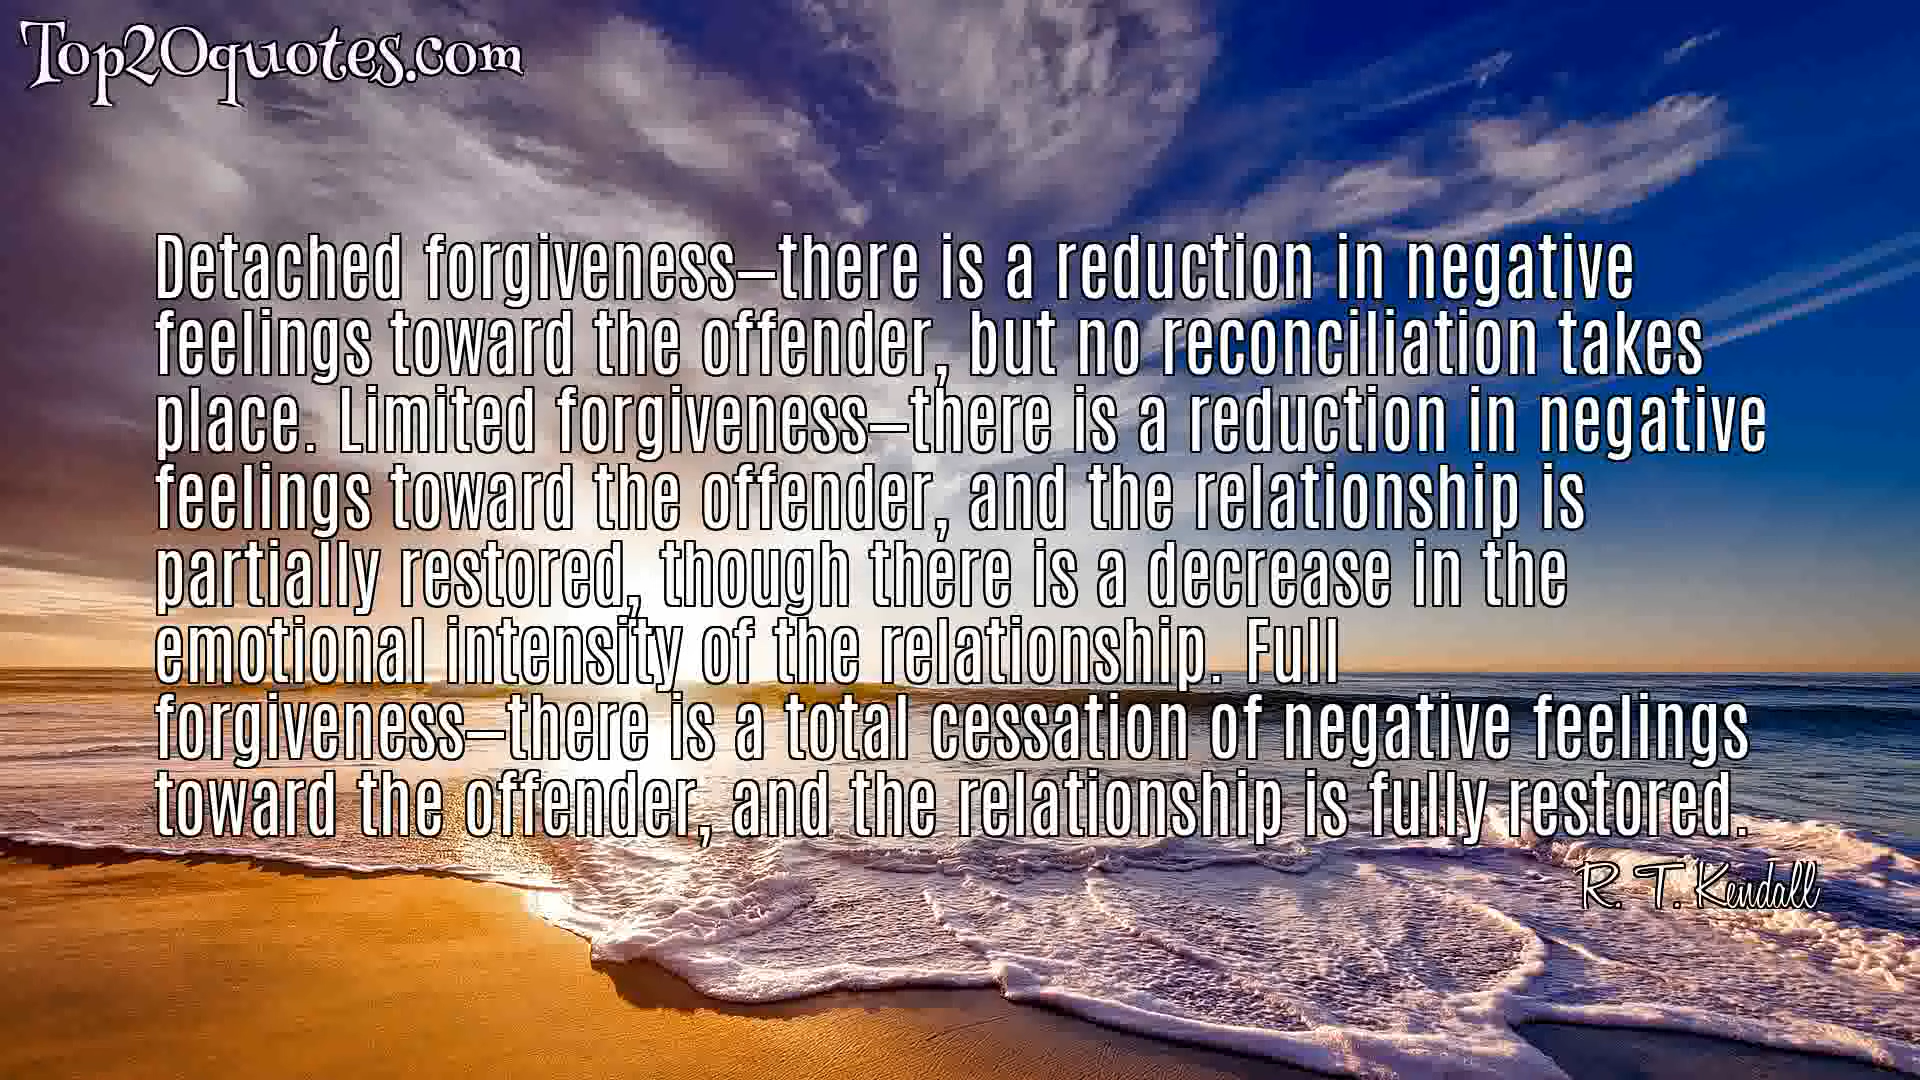 Top20quotes.com
Detached forgiveness—there is a reduction in negative
feelings toward the offender, but no reconciliation takes
place. Limited forgiveness—there is a reduction in negative
feelings toward the offender, and the relationship is
partially restored, though there is a decrease in the
emotional intensity of the relationship. Full
forgiveness—there is a total cessation of negative feelings
toward the offender, and the relationship is fully restored.
R. T. Kendall